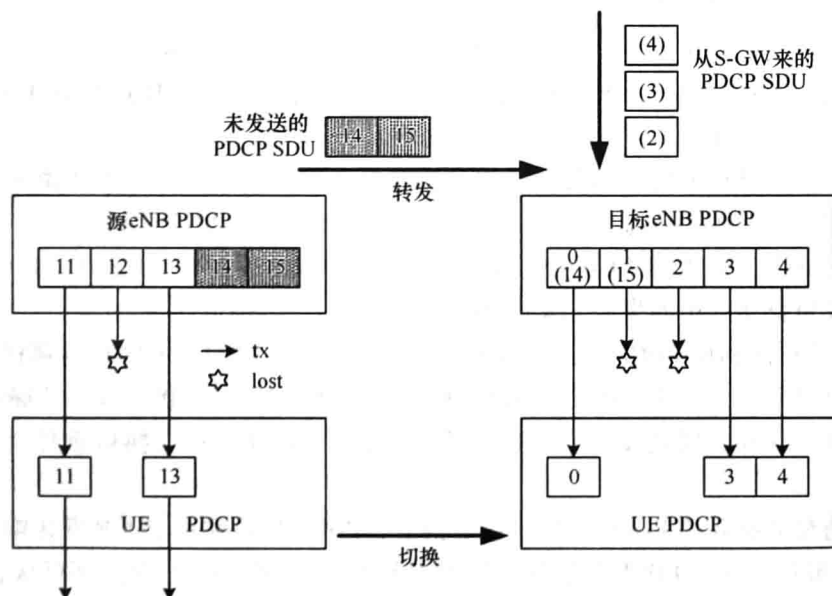 (4)
(3)
(2)
从S-GW来的
PDCP SDU
未发送的
PDCP SDU
14 15
转发
源eNB PDCP
11 12 13 14 15
目标eNB PDCP
0 1 2 3 4
(14) (15)
tx
lost
11 13
UE PDCP
切换
0 3 4
UE PDCP